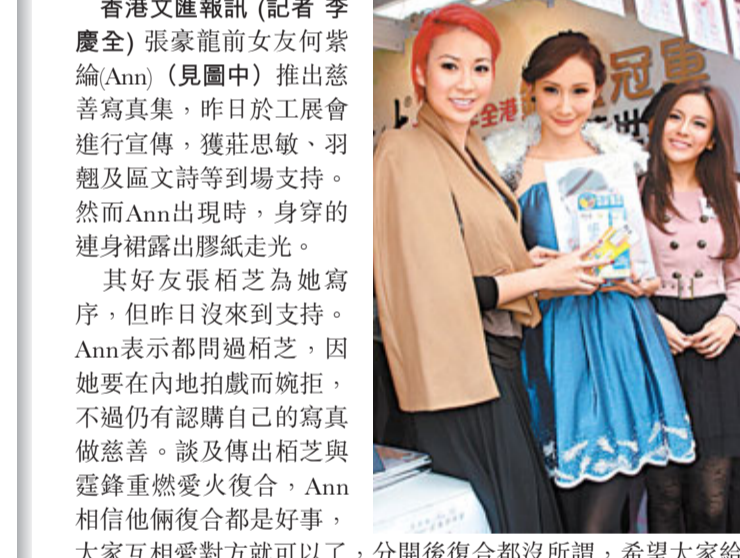 香港文匯報訊 (記者 李
慶全) 張豪龍前女友何紫
綸(Ann)（見圖中）推出慈
善寫真集，昨日於工展會
進行宣傳，獲莊思敏、羽
翹及區文詩等到場支持。
然而Ann出現時，身穿的
連身裙露出膠紙走光。
其好友張栢芝為她寫
序，但昨日沒來到支持。
Ann表示都問過栢芝，因
她要在內地拍戲而婉拒，
不過仍有認購自己的寫真
做慈善。談及傳出栢芝與
霆鋒重燃愛火復合，Ann
相信他倆復合都是好事，
大家互相愛對方就可以了，分開後復合都沒所謂，希望大家給
全港
冠軍